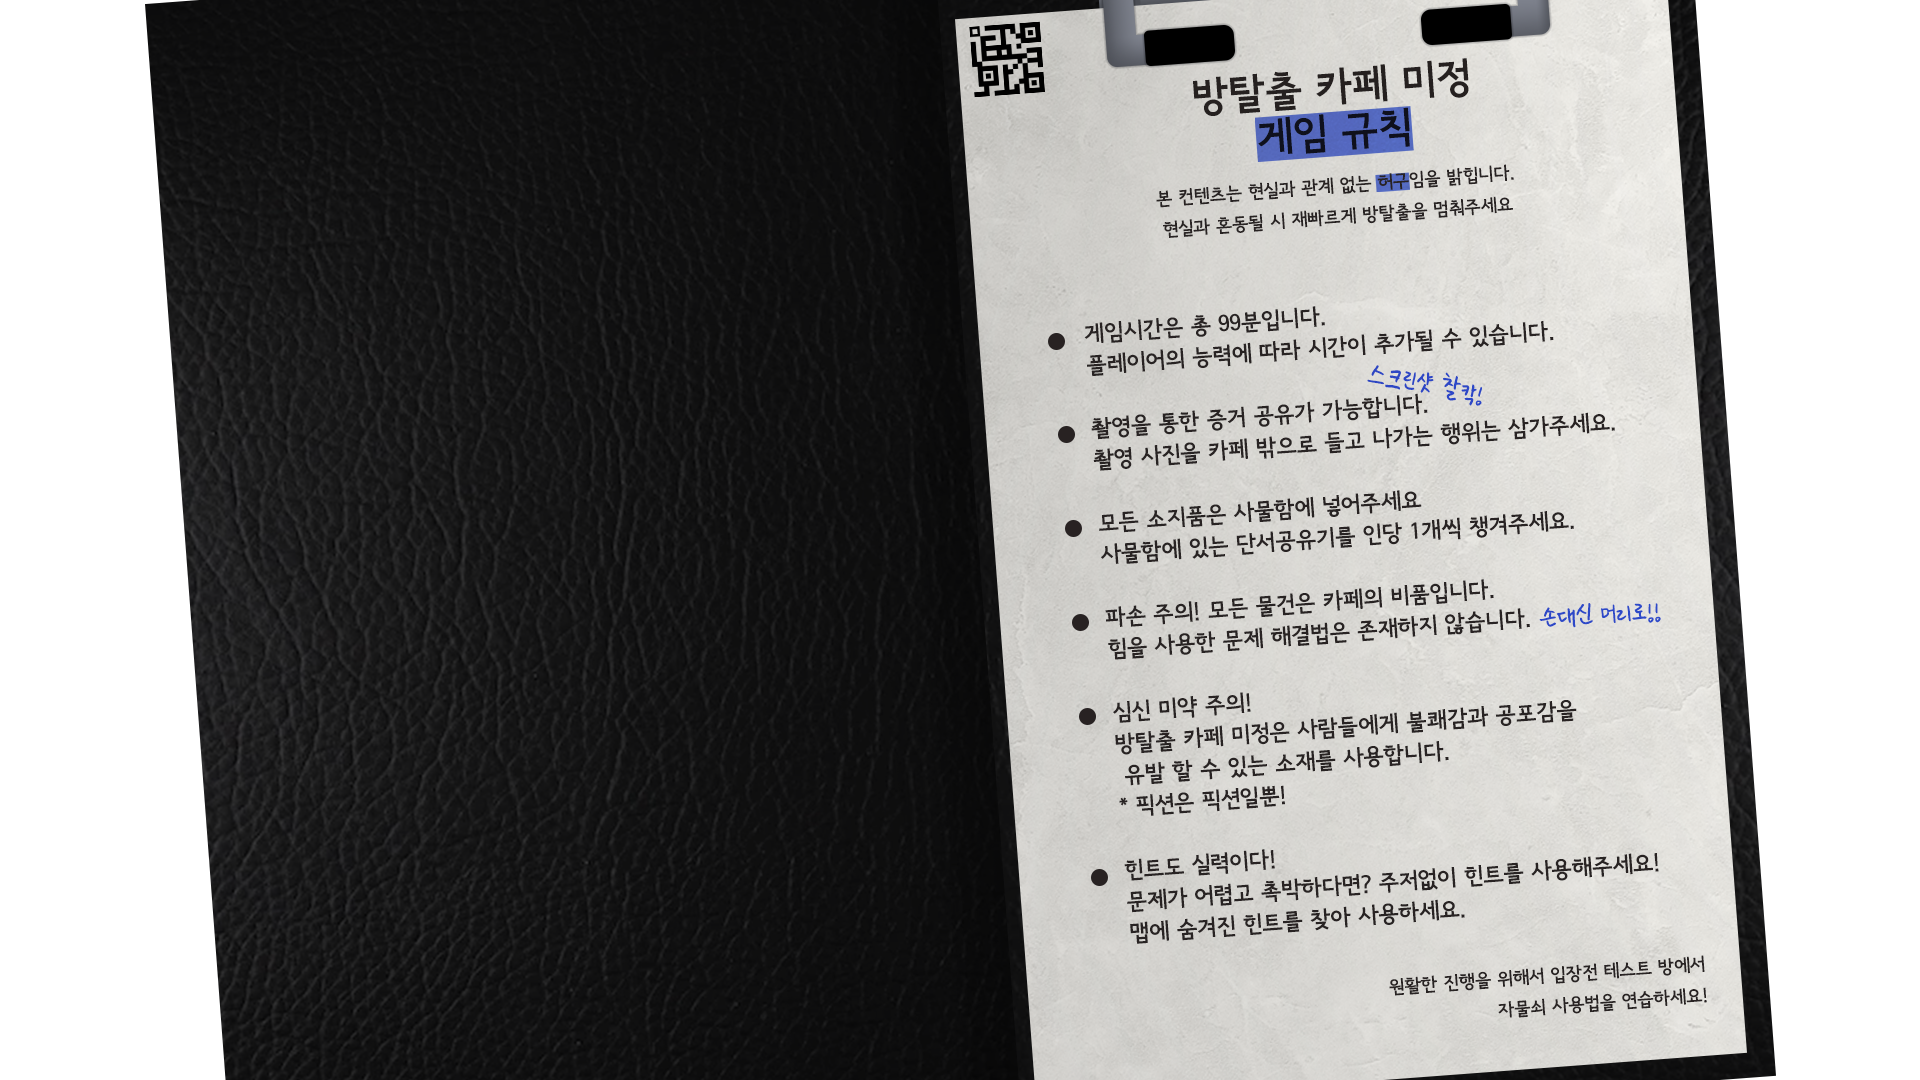 방탈출 카페 미정
게임 규칙
본 컨텐츠는 현실과 관계 없는 허구임을 밝힙니다.
현실과 혼동될 시 재빠르게 방탈출을 멈춰주세요
게임시간은 총 99분입니다.
플레이어의 능력에 따라 시간이 추가될 수 있습니다.
스크린샷 찰칵!
촬영을 통한 증거 공유가 가능합니다.
촬영 사진을 카페 밖으로 들고 나가는 행위는 삼가주세요.
모든 소지품은 사물함에 넣어주세요
사물함에 있는 단서공유기를 인당 1개씩 챙겨주세요.
파손 주의! 모든 물건은 카페의 비품입니다.
힘을 사용한 문제 해결법은 존재하지 않습니다. 손대신 머리로!!
심신 미약 주의!
방탈출 카페 미정은 사람들에게 불쾌감과 공포감을
유발 할 수 있는 소재를 사용합니다.
* 픽션은 픽션일뿐!
힌트도 실력이다!
문제가 어렵고 촉박하다면? 주저없이 힌트를 사용해주세요!
맵에 숨겨진 힌트를 찾아 사용하세요.
원활한 진행을 위해서 입장전 테스트 방에서
자물쇠 사용법을 연습하세요!